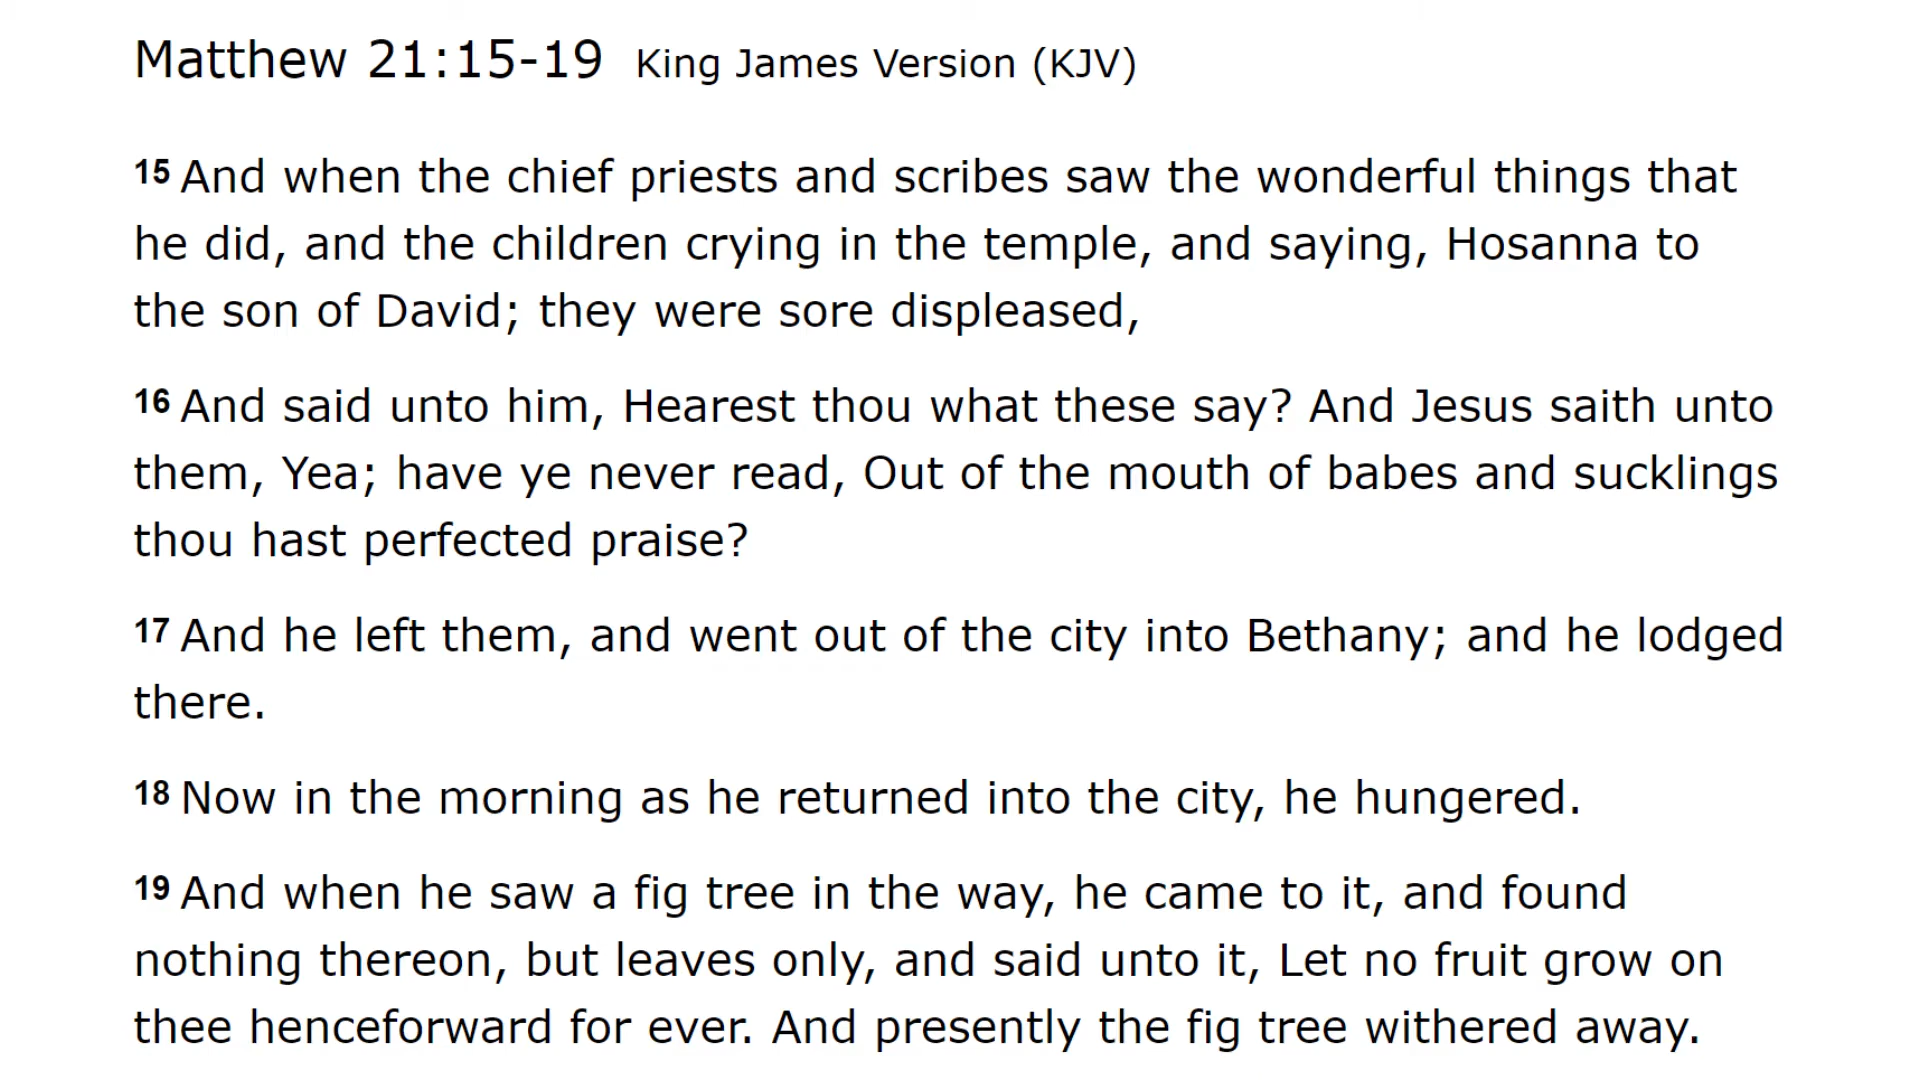 Matthew 21:15-19 King James Version (KJV)
15 And when the chief priests and scribes saw the wonderful things that
he did, and the children crying in the temple, and saying, Hosanna to
the son of David; they were sore displeased,
16 And said unto him, Hearest thou what these say? And Jesus saith unto
them, Yea; have ye never read, Out of the mouth of babes and sucklings
thou hast perfected praise?
17 And he left them, and went out of the city into Bethany; and he lodged
there.
18 Now in the morning as he returned into the city, he hungered.
19 And when he saw a fig tree in the way, he came to it, and found
nothing thereon, but leaves only, and said unto it, Let no fruit grow on
thee henceforward for ever. And presently the fig tree withered away.